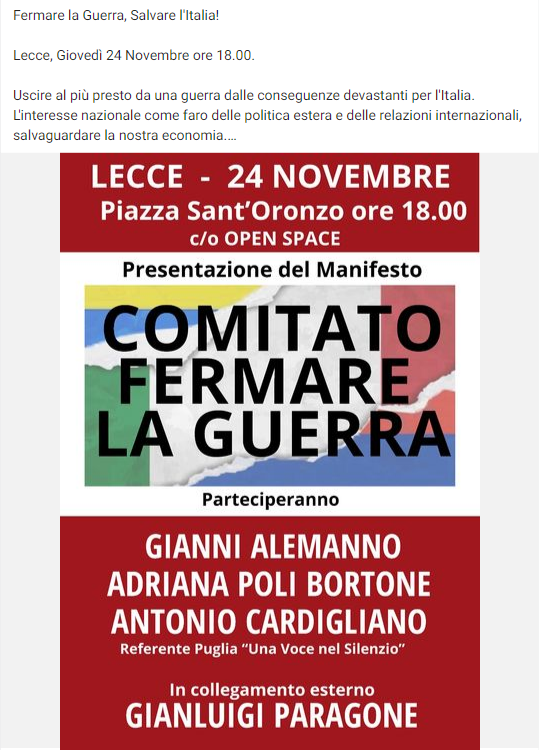 Fermare la Guerra, Salvare l'Italia!
Lecce, Giovedì 24 Novembre ore 18.00.
Uscire al più presto da una guerra dalle conseguenze devastanti per l'Italia.
L'interesse nazionale come faro delle politica estera e delle relazioni internazionali,
salvaguardare la nostra economia....
LECCE - 24 NOVEMBRE
Piazza Sant'Oronzo ore 18.00
c/o OPEN SPACE
Presentazione del Manifesto
COMITATO
FERMARE
LA GUERRA
Parteciperanno
GIANNI ALEMANNO
ADRIANA POLI BORTONE
ANTONIO CARDIGLIANO
Referente Puglia “Una Voce nel Silenzio”
In collegamento esterno
GIANLUIGI PARAGONE